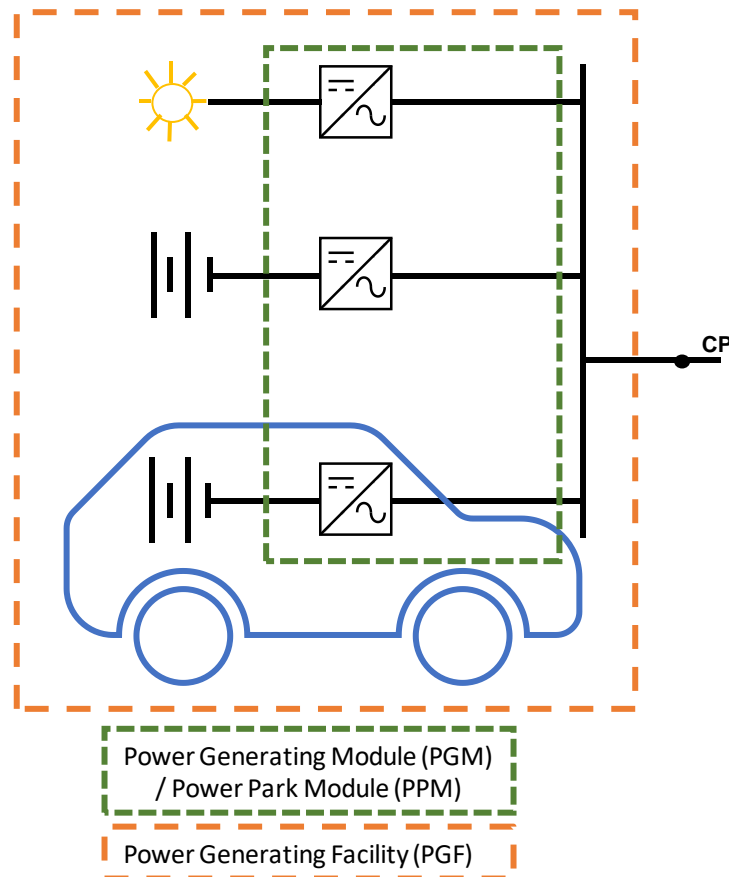 CP
Power Generating Module (PGM)
/ Power Park Module (PPM)
Power Generating Facility (PGF)